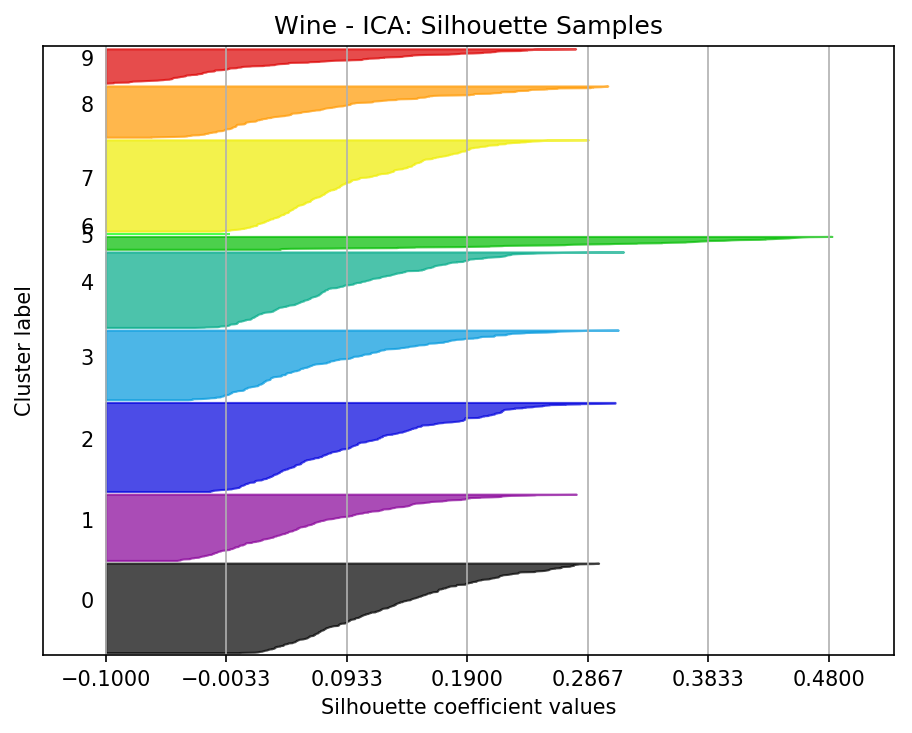 Wine - ICA: Silhouette Samples
9
8
7
6
5
4
3
2
1
0
Cluster label
−0.1000 −0.0033 0.0933 0.1900 0.2867 0.3833 0.4800
Silhouette coefficient values